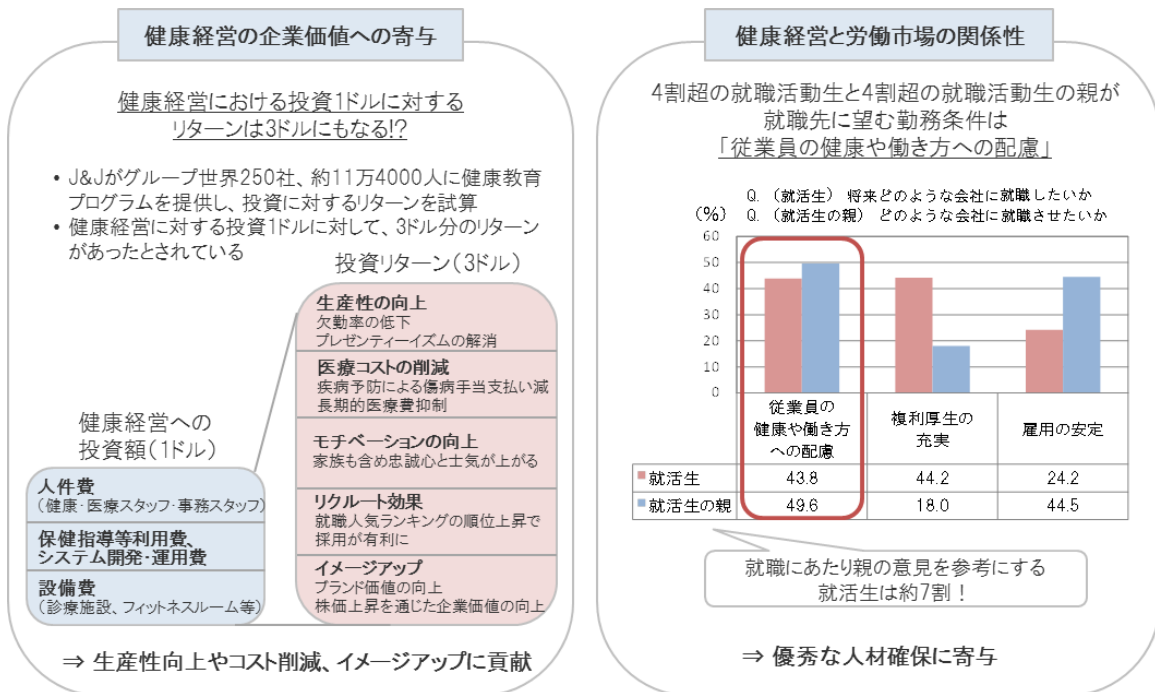 健康経営の企業価値への寄与
健康経営における投資1ドルに対する
リターンは3ドルにもなる!?
• J&Jがグループ世界250社、約11万4000人に健康教育
プログラムを提供し、投資に対するリターンを試算
• 健康経営に対する投資1ドルに対して、3ドル分のリターン
があったとされている
投資リターン（3ドル）
生産性の向上
欠勤率の低下
プレゼンティーイズムの解消
医療コストの削減
疾病予防による傷病手当支払い減
長期的医療費抑制
モチベーションの向上
家族も含め忠誠心と士気が上がる
リクルート効果
就職人気ランキングの順位上昇で
採用が有利に
イメージアップ
ブランド価値の向上
株価上昇を通じた企業価値の向上
健康経営への
投資額（1ドル）
人件費
（健康・医療スタッフ・事務スタッフ）
保健指導等利用費、
システム開発・運用費
設備費
（診療施設、フィットネスルーム等）
⇒ 生産性向上やコスト削減、イメージアップに貢献
健康経営と労働市場の関係性
4割超の就職活動生と4割超の就職活動生の親が
就職先に望む勤務条件は
「従業員の健康や働き方への配慮」
Q. （就活生） 将来どのような会社に就職したいか
Q. （就活生の親） どのような会社に就職させたいか
(%)
60
50
40
30
20
10
0
従業員の
健康や働き方
への配慮
複利厚生の
充実
雇用の安定
就活生 43.8 44.2 24.2
就活生の親 49.6 18.0 44.5
就職にあたり親の意見を参考にする
就活生は約7割！
⇒ 優秀な人材確保に寄与